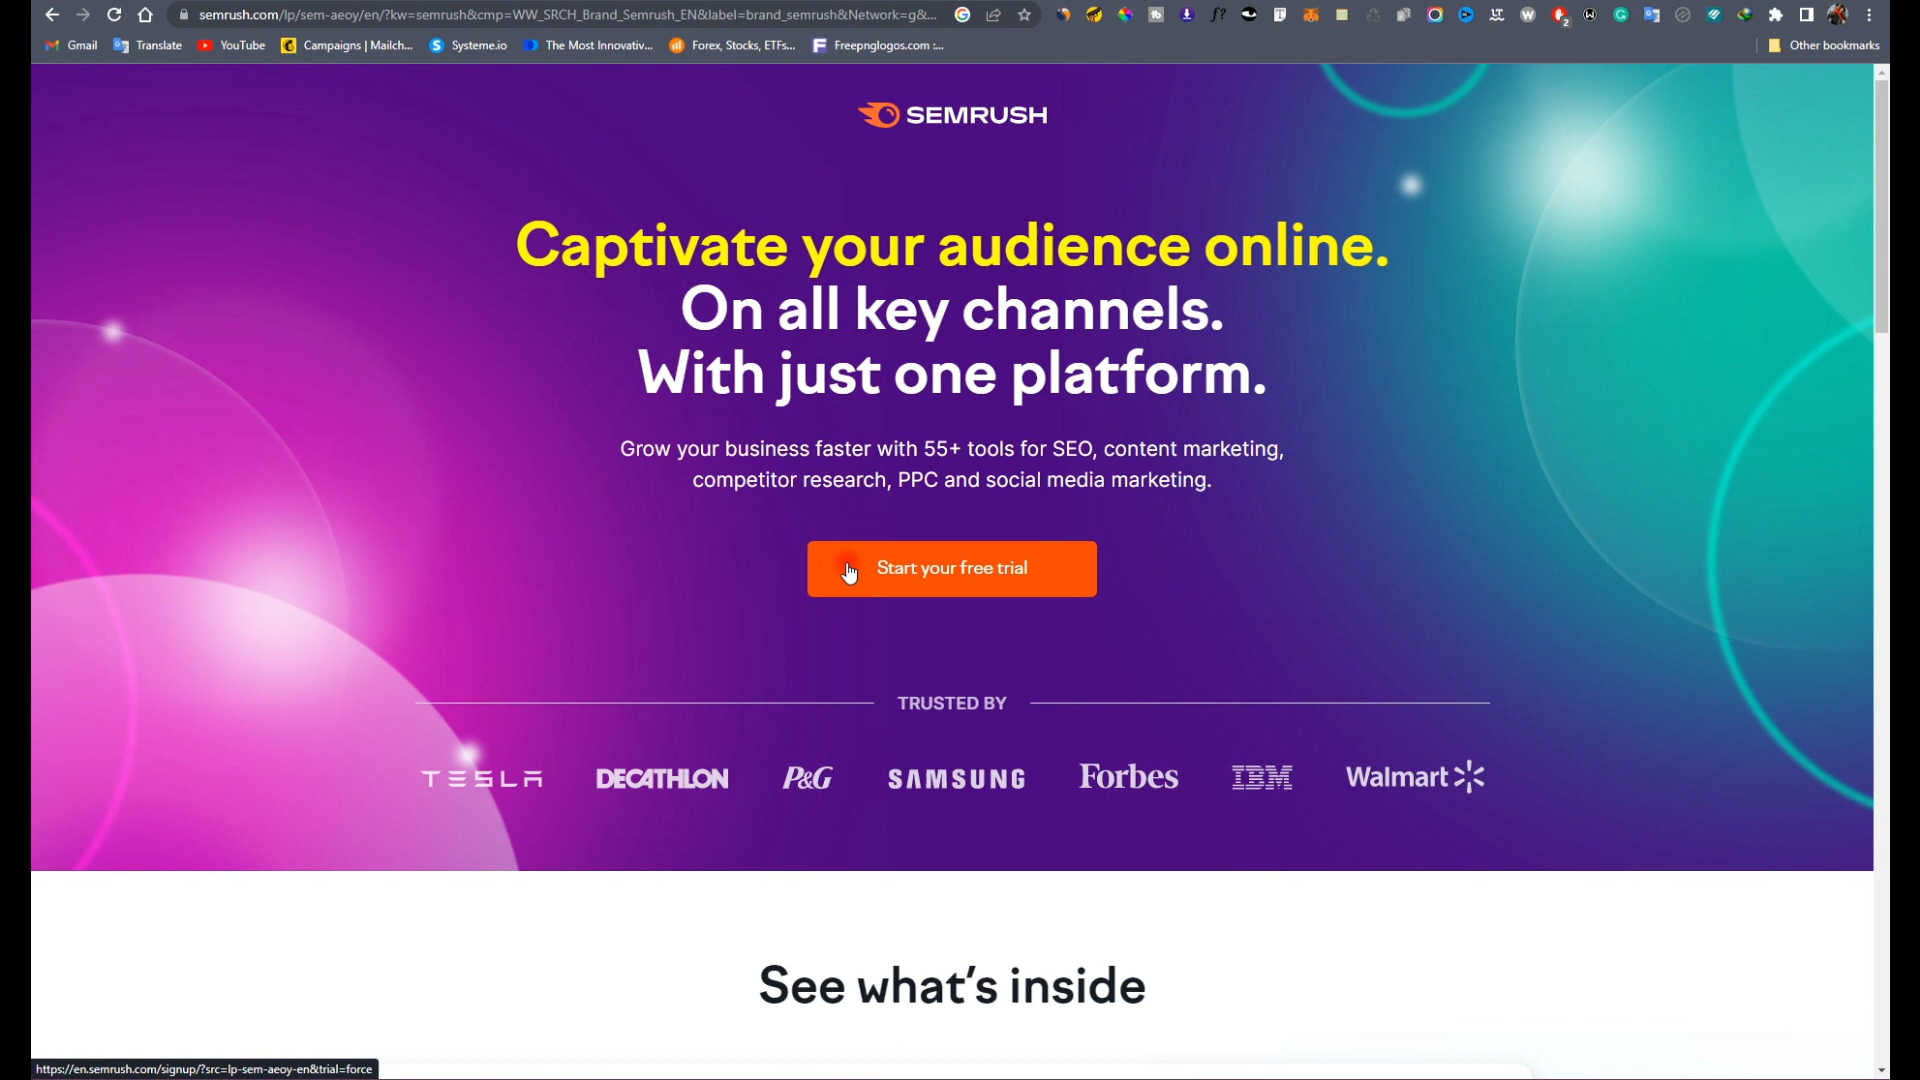 semrush.com/lp/sem-aeoy/en/?kw=semrush&cmp=WW_SRCH_Brand_Semrush_EN&label=brand_semrush&Network=g&...
Gmail Translate YouTube Campaigns | Mailch... Systeme.io The Most Innovativ... Forex, Stocks, ETFs... Freepnglogos.com :... Other bookmarks
SEMRUSH
Captivate your audience online.
On all key channels.
With just one platform.
Grow your business faster with 55+ tools for SEO, content marketing,
competitor research, PPC and social media marketing.
Start your free trial
TRUSTED BY
TESLA DECATHLON P&G SAMSUNG Forbes IBM Walmart
See what's inside
https://en.semrush.com/signup/?src=lp-sem-aeoy-en&trial=force